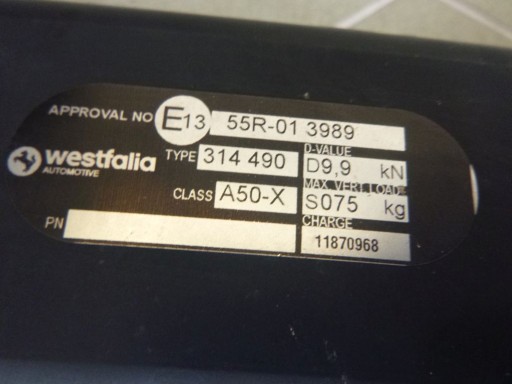 APPROVAL NO E13 55R-01 3989
westfalia
AUTOMOTIVE
TYPE 314 490
D-VALUE
D9,9 kN
CLASS A50-X
MAX. VERT. LOAD
S075 kg
PN
CHARGE
11870968